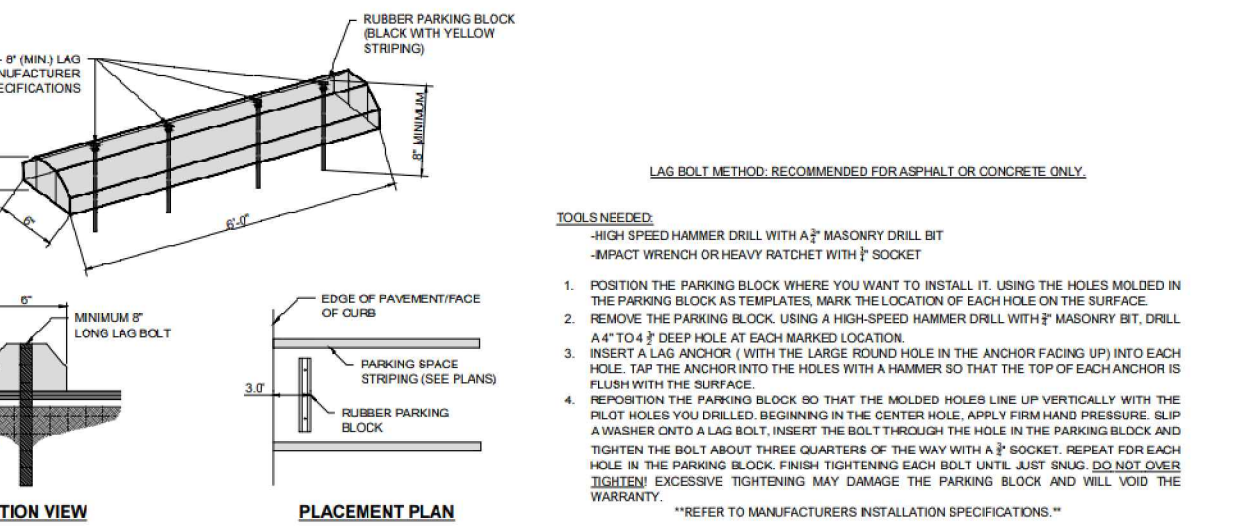 RUBBER PARKING BLOCK
(BLACK WITH YELLOW
STRIPING)
- 8" (MIN.) LAG
NUFACTURER
ECIFICATIONS
8" MINIMUM
6"
6'-0"
6"
MINIMUM 8"
LONG LAG BOLT
TION VIEW
EDGE OF PAVEMENT/FACE
OF CURB
PARKING SPACE
STRIPING (SEE PLANS)
3.0'
RUBBER PARKING
BLOCK
PLACEMENT PLAN
LAG BOLT METHOD: RECOMMENDED FOR ASPHALT OR CONCRETE ONLY.
TOOLS NEEDED:
-HIGH SPEED HAMMER DRILL WITH A 3/4" MASONRY DRILL BIT
-IMPACT WRENCH OR HEAVY RATCHET WITH SOCKET
1. POSITION THE PARKING BLOCK WHERE YOU WANT TO INSTALL IT. USING THE HOLES MOLDED IN
THE PARKING BLOCK AS TEMPLATES, MARK THE LOCATION OF EACH HOLE ON THE SURFACE.
2. REMOVE THE PARKING BLOCK. USING A HIGH-SPEED HAMMER DRILL WITH 3/4" MASONRY BIT, DRILL
A 4" TO 4 DEEP HOLE AT EACH MARKED LOCATION.
3. INSERT A LAG ANCHOR ( WITH THE LARGE ROUND HOLE IN THE ANCHOR FACING UP) INTO EACH
HOLE. TAP THE ANCHOR INTO THE HOLES WITH A HAMMER SO THAT THE TOP OF EACH ANCHOR IS
FLUSH WITH THE SURFACE.
4. REPOSITION THE PARKING BLOCK SO THAT THE MOLDED HOLES LINE UP VERTICALLY WITH THE
PILOT HOLES YOU DRILLED. BEGINNING IN THE CENTER HOLE, APPLY FIRM HAND PRESSURE. SLIP
A WASHER ONTO A LAG BOLT, INSERT THE BOLT THROUGH THE HOLE IN THE PARKING BLOCK AND
TIGHTEN THE BOLT ABOUT THREE QUARTERS OF THE WAY WITH A 3/4" SOCKET. REPEAT FOR EACH
HOLE IN THE PARKING BLOCK. FINISH TIGHTENING EACH BOLT UNTIL JUST SNUG. DO NOT OVER
TIGHTEN! EXCESSIVE TIGHTENING MAY DAMAGE THE PARKING BLOCK AND WILL VOID THE
WARRANTY.
**REFER TO MANUFACTURERS INSTALLATION SPECIFICATIONS.**